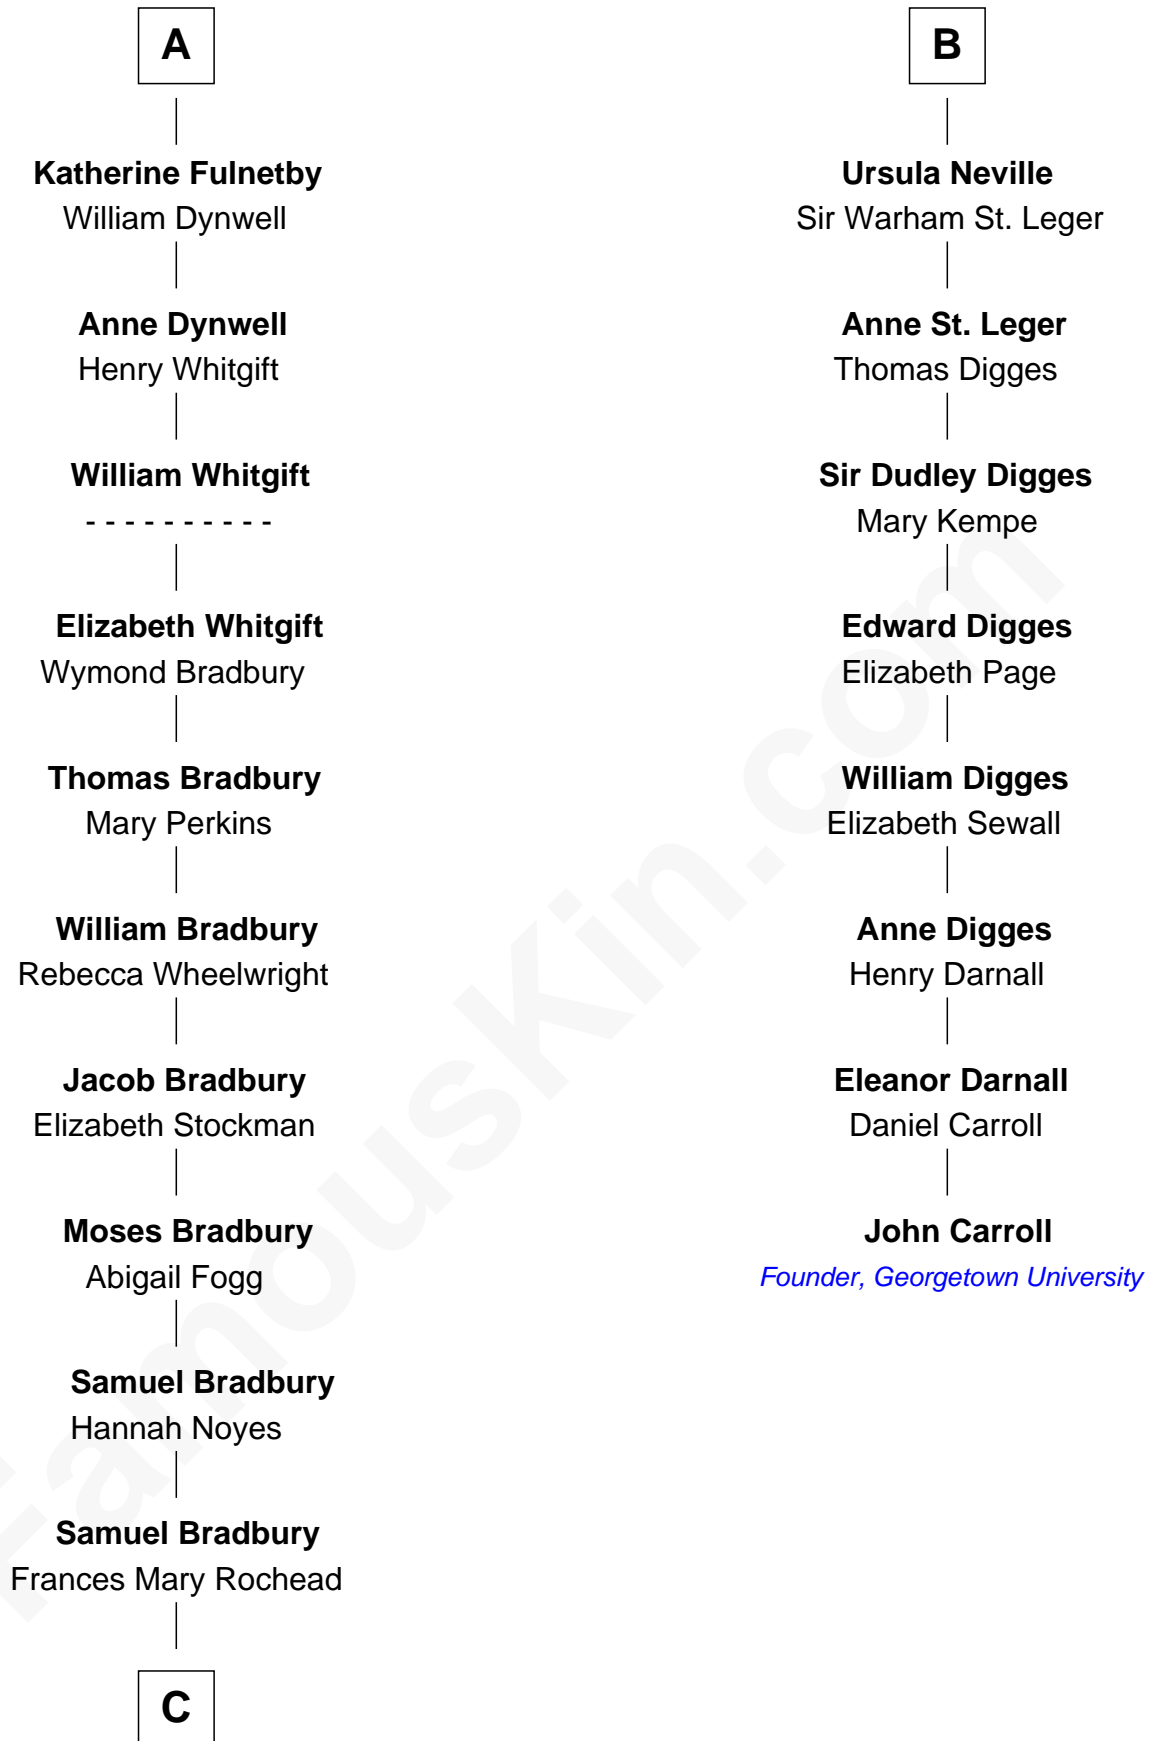 A
Katherine Fulnetby
William Dynwell
Anne Dynwell
Henry Whitgift
William Whitgift
- - - - - - - - - -
Elizabeth Whitgift
Wymond Bradbury
Thomas Bradbury
Mary Perkins
William Bradbury
Rebecca Wheelwright
Jacob Bradbury
Elizabeth Stockman
Moses Bradbury
Abigail Fogg
Samuel Bradbury
Hannah Noyes
Samuel Bradbury
Frances Mary Rochead
C
B
Ursula Neville
Sir Warham St. Leger
Anne St. Leger
Thomas Digges
Sir Dudley Digges
Mary Kempe
Edward Digges
Elizabeth Page
William Digges
Elizabeth Sewall
Anne Digges
Henry Darnall
Eleanor Darnall
Daniel Carroll
John Carroll
Founder, Georgetown University
FamousKin.com